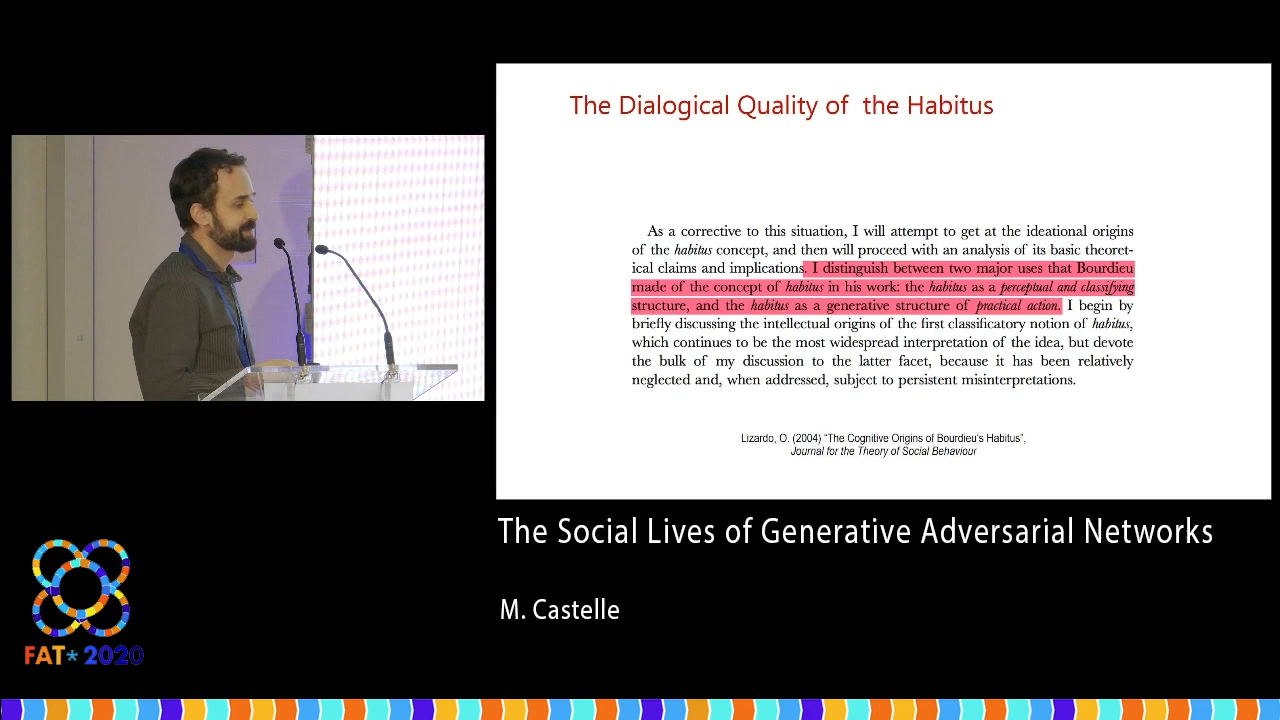 The Dialogical Quality of the Habitus
As a corrective to this situation, I will attempt to get at the ideational origins
of the habitus concept, and then will proceed with an analysis of its basic theoret-
ical claims and implications. I distinguish between two major uses that Bourdieu
made of the concept of habitus in his work: the habitus as a perceptual and classifying
structure, and the habitus as a generative structure of practical action. I begin by
briefly discussing the intellectual origins of the first classificatory notion of habitus,
which continues to be the most widespread interpretation of the idea, but devote
the bulk of my discussion to the latter facet, because it has been relatively
neglected and, when addressed, subject to persistent misinterpretations.
Lizardo, O. (2004) "The Cognitive Origins of Bourdieu's Habitus",
Journal for the Theory of Social Behaviour
The Social Lives of Generative Adversarial Networks
M. Castelle
FAT* 2020